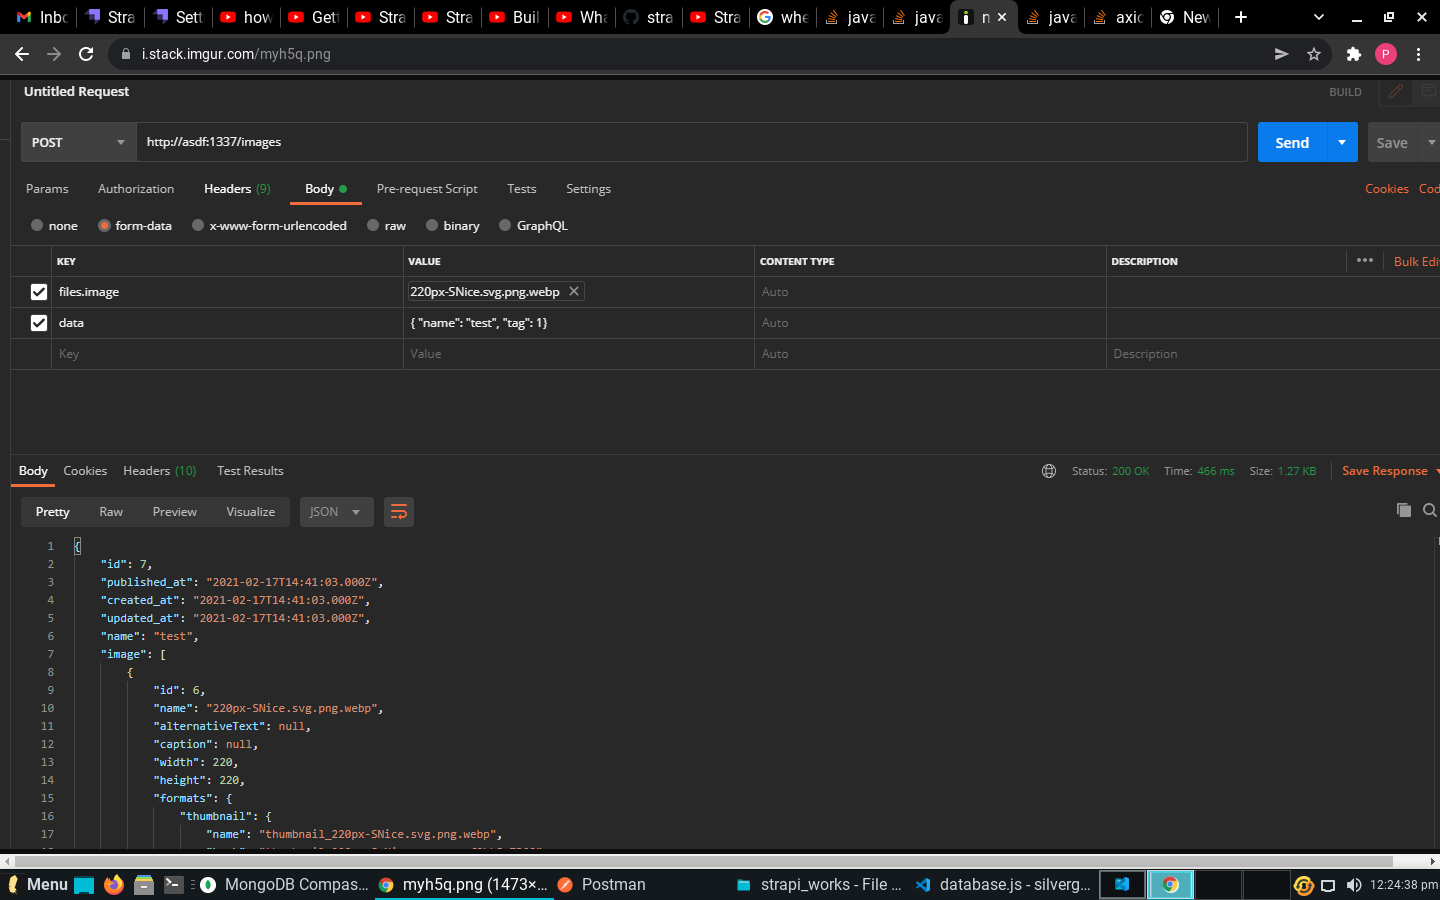 Inbo Stra Sett how Gett Stra Stra Buil Wha stra Stra whe java java n java axio New
i.stack.imgur.com/myh5q.png P
Untitled Request BUILD
POST http://asdf:1337/images Send Save
Params Authorization Headers (9) Body Pre-request Script Tests Settings Cookies Cod
none form-data x-www-form-urlencoded raw binary GraphQL
KEY VALUE CONTENT TYPE DESCRIPTION ••• Bulk Edi
files.image 220px-SNice.svg.png.webp Auto
data { "name": "test", "tag": 1} Auto
Key Value Auto Description
Body Cookies Headers (10) Test Results Status: 200 OK Time: 466 ms Size: 1.27 KB Save Response
Pretty Raw Preview Visualize JSON
1 {
2 "id": 7,
3 "published_at": "2021-02-17T14:41:03.000Z",
4 "created_at": "2021-02-17T14:41:03.000Z",
5 "updated_at": "2021-02-17T14:41:03.000Z",
6 "name": "test",
7 "image": [
8 {
9 "id": 6,
10 "name": "220px-SNice.svg.png.webp",
11 "alternativeText": null,
12 "caption": null,
13 "width": 220,
14 "height": 220,
15 "formats": {
16 "thumbnail": {
17 "name": "thumbnail_220px-SNice.svg.png.webp",
Menu MongoDB Compas... myh5q.png (1473×... Postman strapi_works - File ... database.js - silverg... 12:24:38 pm